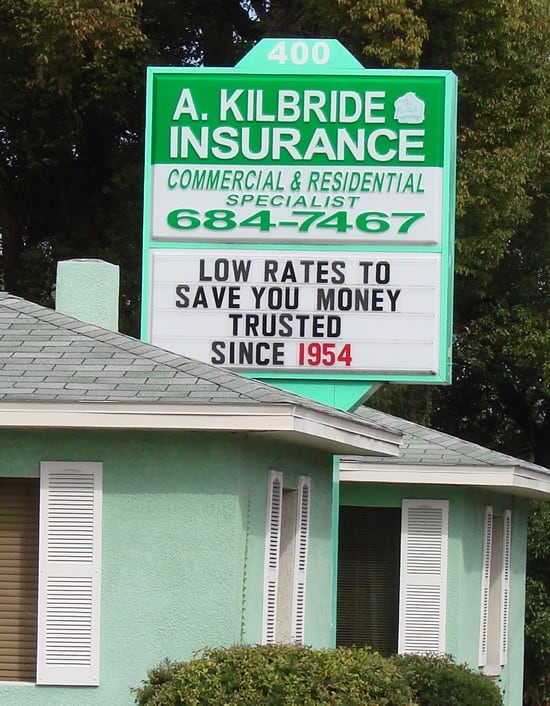 400
A. KILBRIDE
INSURANCE
COMMERCIAL & RESIDENTIAL
SPECIALIST
684-7467
LOW RATES TO
SAVE YOU MONEY
TRUSTED
SINCE 1954